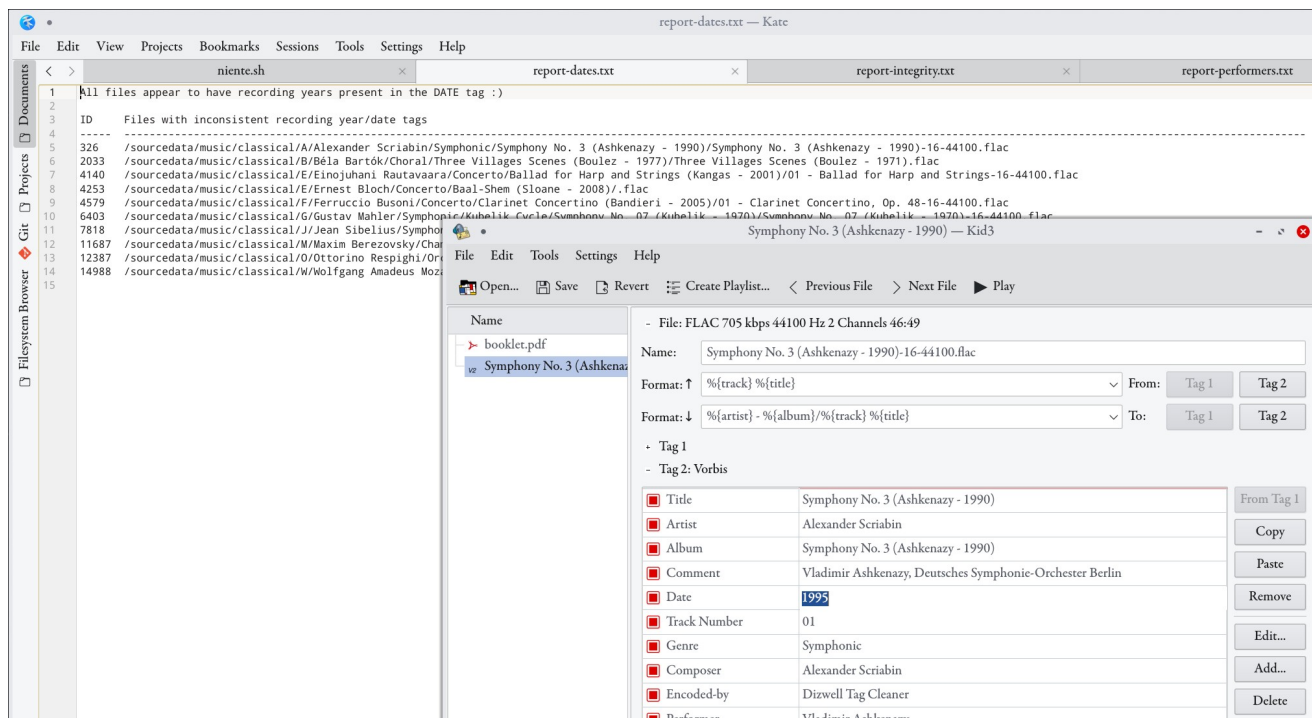 report-dates.txt — Kate
File Edit View Projects Bookmarks Sessions Tools Settings Help
niente.sh report-dates.txt report-integrity.txt report-performers.txt
Documents
Projects
Git
Filesystem Browser
1 All files appear to have recording years present in the DATE tag :)
2
3 ID Files with inconsistent recording year/date tags
4 ----- ----------------------------------------------------------------
5 326 /sourcedata/music/classical/A/Alexander Scriabin/Symphonic/Symphony No. 3 (Ashkenazy - 1990)/Symphony No. 3 (Ashkenazy - 1990)-16-44100.flac
6 2033 /sourcedata/music/classical/B/Béla Bartók/Choral/Three Villages Scenes (Boulez - 1977)/Three Villages Scenes (Boulez - 1971).flac
7 4140 /sourcedata/music/classical/E/Einojuhani Rautavaara/Concerto/Ballad for Harp and Strings (Kangas - 2001)/01 - Ballad for Harp and Strings-16-44100.flac
8 4253 /sourcedata/music/classical/E/Ernest Bloch/Concerto/Baal-Shem (Sloane - 2008)/.flac
9 4579 /sourcedata/music/classical/F/Ferruccio Busoni/Concerto/Clarinet Concertino (Bandieri - 2005)/01 - Clarinet Concertino, Op. 48-16-44100.flac
10 6403 /sourcedata/music/classical/G/Gustav Mahler/Symphonic/Kubelik Cycle/Symphony No. 07 (Kubelik - 1970)/Symphony No. 07 (Kubelik - 1970)-16-44100.flac
11 7818 /sourcedata/music/classical/J/Jean Sibelius/Sympho
12 11687 /sourcedata/music/classical/M/Maxim Berezovsky/Cha
13 12387 /sourcedata/music/classical/O/Ottorino Respighi/Or
14 14988 /sourcedata/music/classical/W/Wolfgang Amadeus Moz
15
Symphony No. 3 (Ashkenazy - 1990) — Kid3
File Edit Tools Settings Help
Open... Save Revert Create Playlist... Previous File Next File Play
Name
booklet.pdf
V2 Symphony No. 3 (Ashkenaz
- File: FLAC 705 kbps 44100 Hz 2 Channels 46:49
Name: Symphony No. 3 (Ashkenazy - 1990)-16-44100.flac
Format: ↑ %{track} %{title} From: Tag 1 Tag 2
Format: ↓ %{artist} - %{album}/%{track} %{title} To: Tag 1 Tag 2
+ Tag 1
- Tag 2: Vorbis
Title Symphony No. 3 (Ashkenazy - 1990)
Artist Alexander Scriabin
Album Symphony No. 3 (Ashkenazy - 1990)
Comment Vladimir Ashkenazy, Deutsches Symphonie-Orchester Berlin
Date 1995
Track Number 01
Genre Symphonic
Composer Alexander Scriabin
Encoded-by Dizwell Tag Cleaner
Performer Vladimir Ashkenazy
From Tag 1
Copy
Paste
Remove
Edit...
Add...
Delete